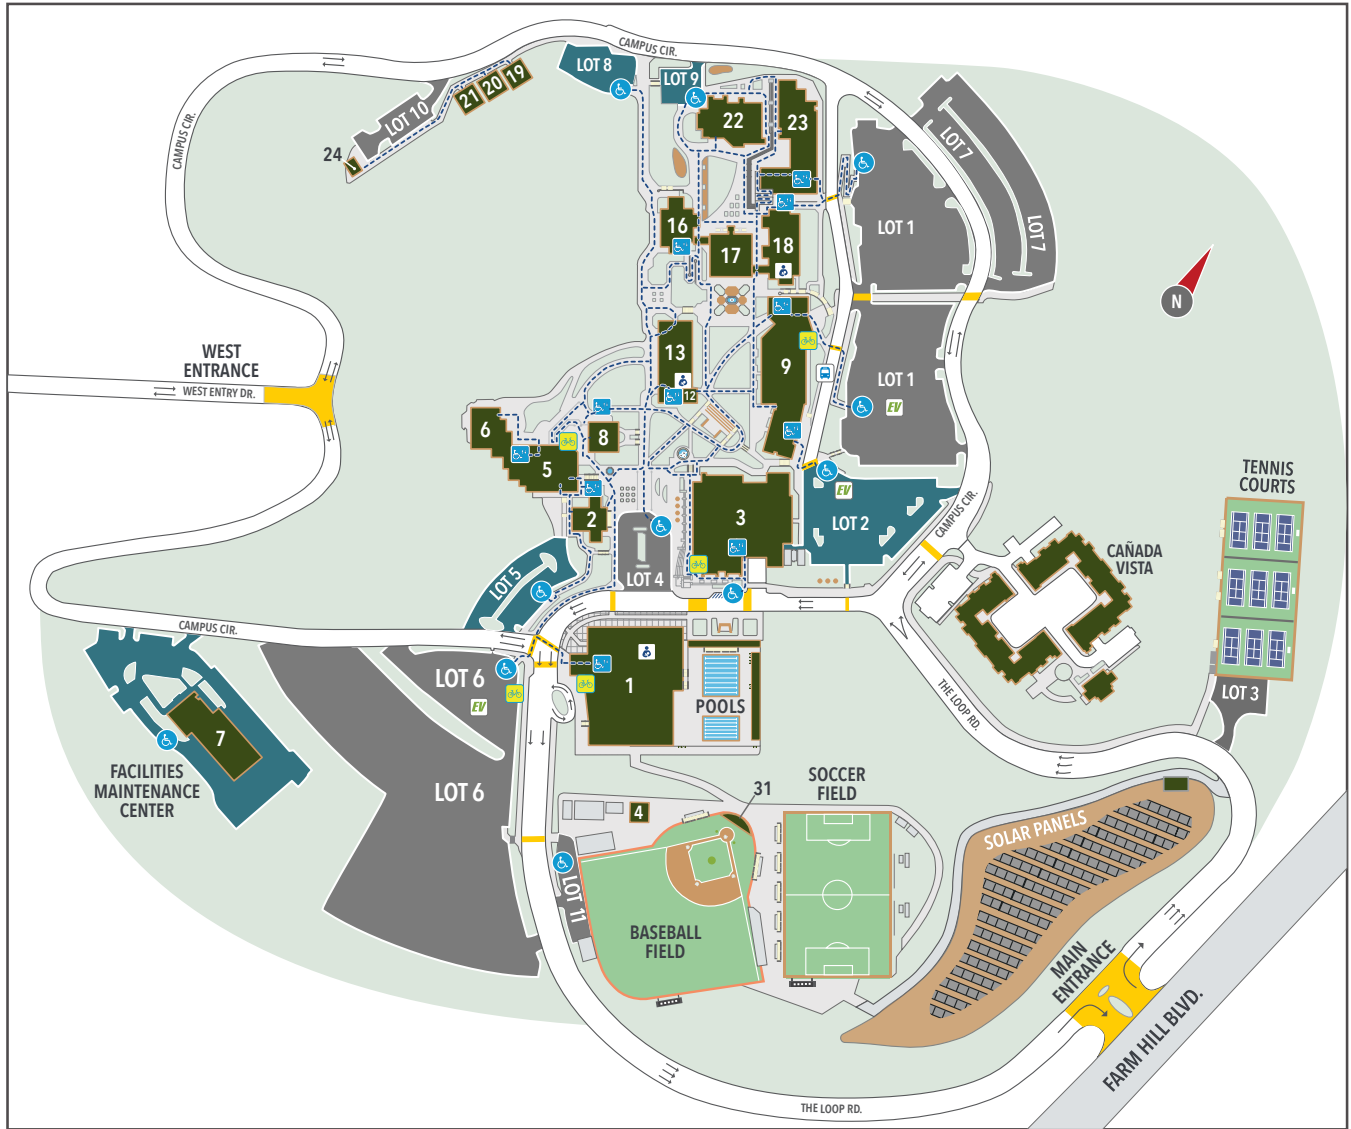 CAMPUS CIR.
LOT 8
LOT 9
19
20
21
LOT 10
22
23
24
CAMPUS CIR.
LOT 7
LOT 7
LOT 1
16
17
18
N
WEST
ENTRANCE
WEST ENTRY DR.
13
12
9
LOT 1
EV
6
5
8
2
3
EV
LOT 2
LOT 4
LOT 5
CAMPUS CIR.
TENNIS
COURTS
CAÑADA
VISTA
CAMPUS CIR.
LOT 6
EV
1
POOLS
THE LOOP RD.
LOT 3
7
FACILITIES
MAINTENANCE
CENTER
LOT 6
4
31
SOCCER
FIELD
SOLAR PANELS
LOT 11
BASEBALL
FIELD
MAIN
ENTRANCE
FARM HILL BLVD.
THE LOOP RD.